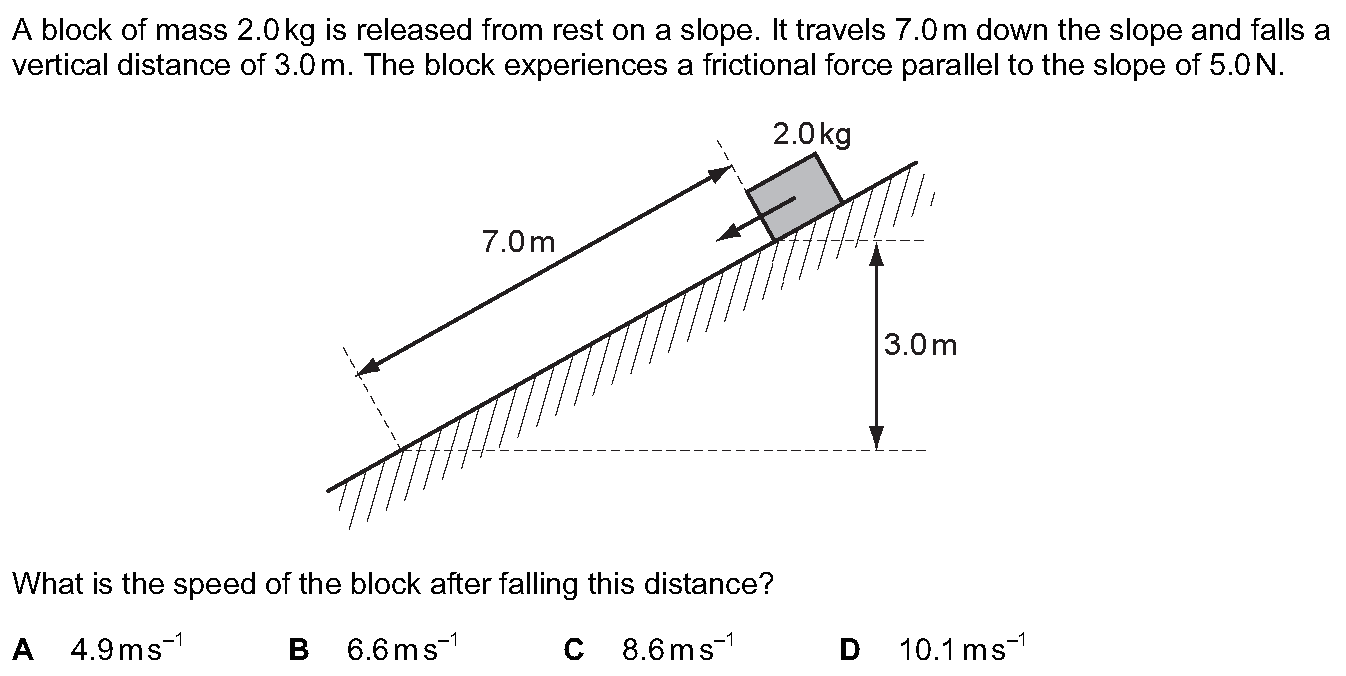 A block of mass 2.0 kg is released from rest on a slope. It travels 7.0 m down the slope and falls a
vertical distance of 3.0 m. The block experiences a frictional force parallel to the slope of 5.0 N.
2.0 kg
7.0 m
3.0 m
What is the speed of the block after falling this distance?
A 4.9 m s⁻¹ B 6.6 m s⁻¹ C 8.6 m s⁻¹ D 10.1 m s⁻¹